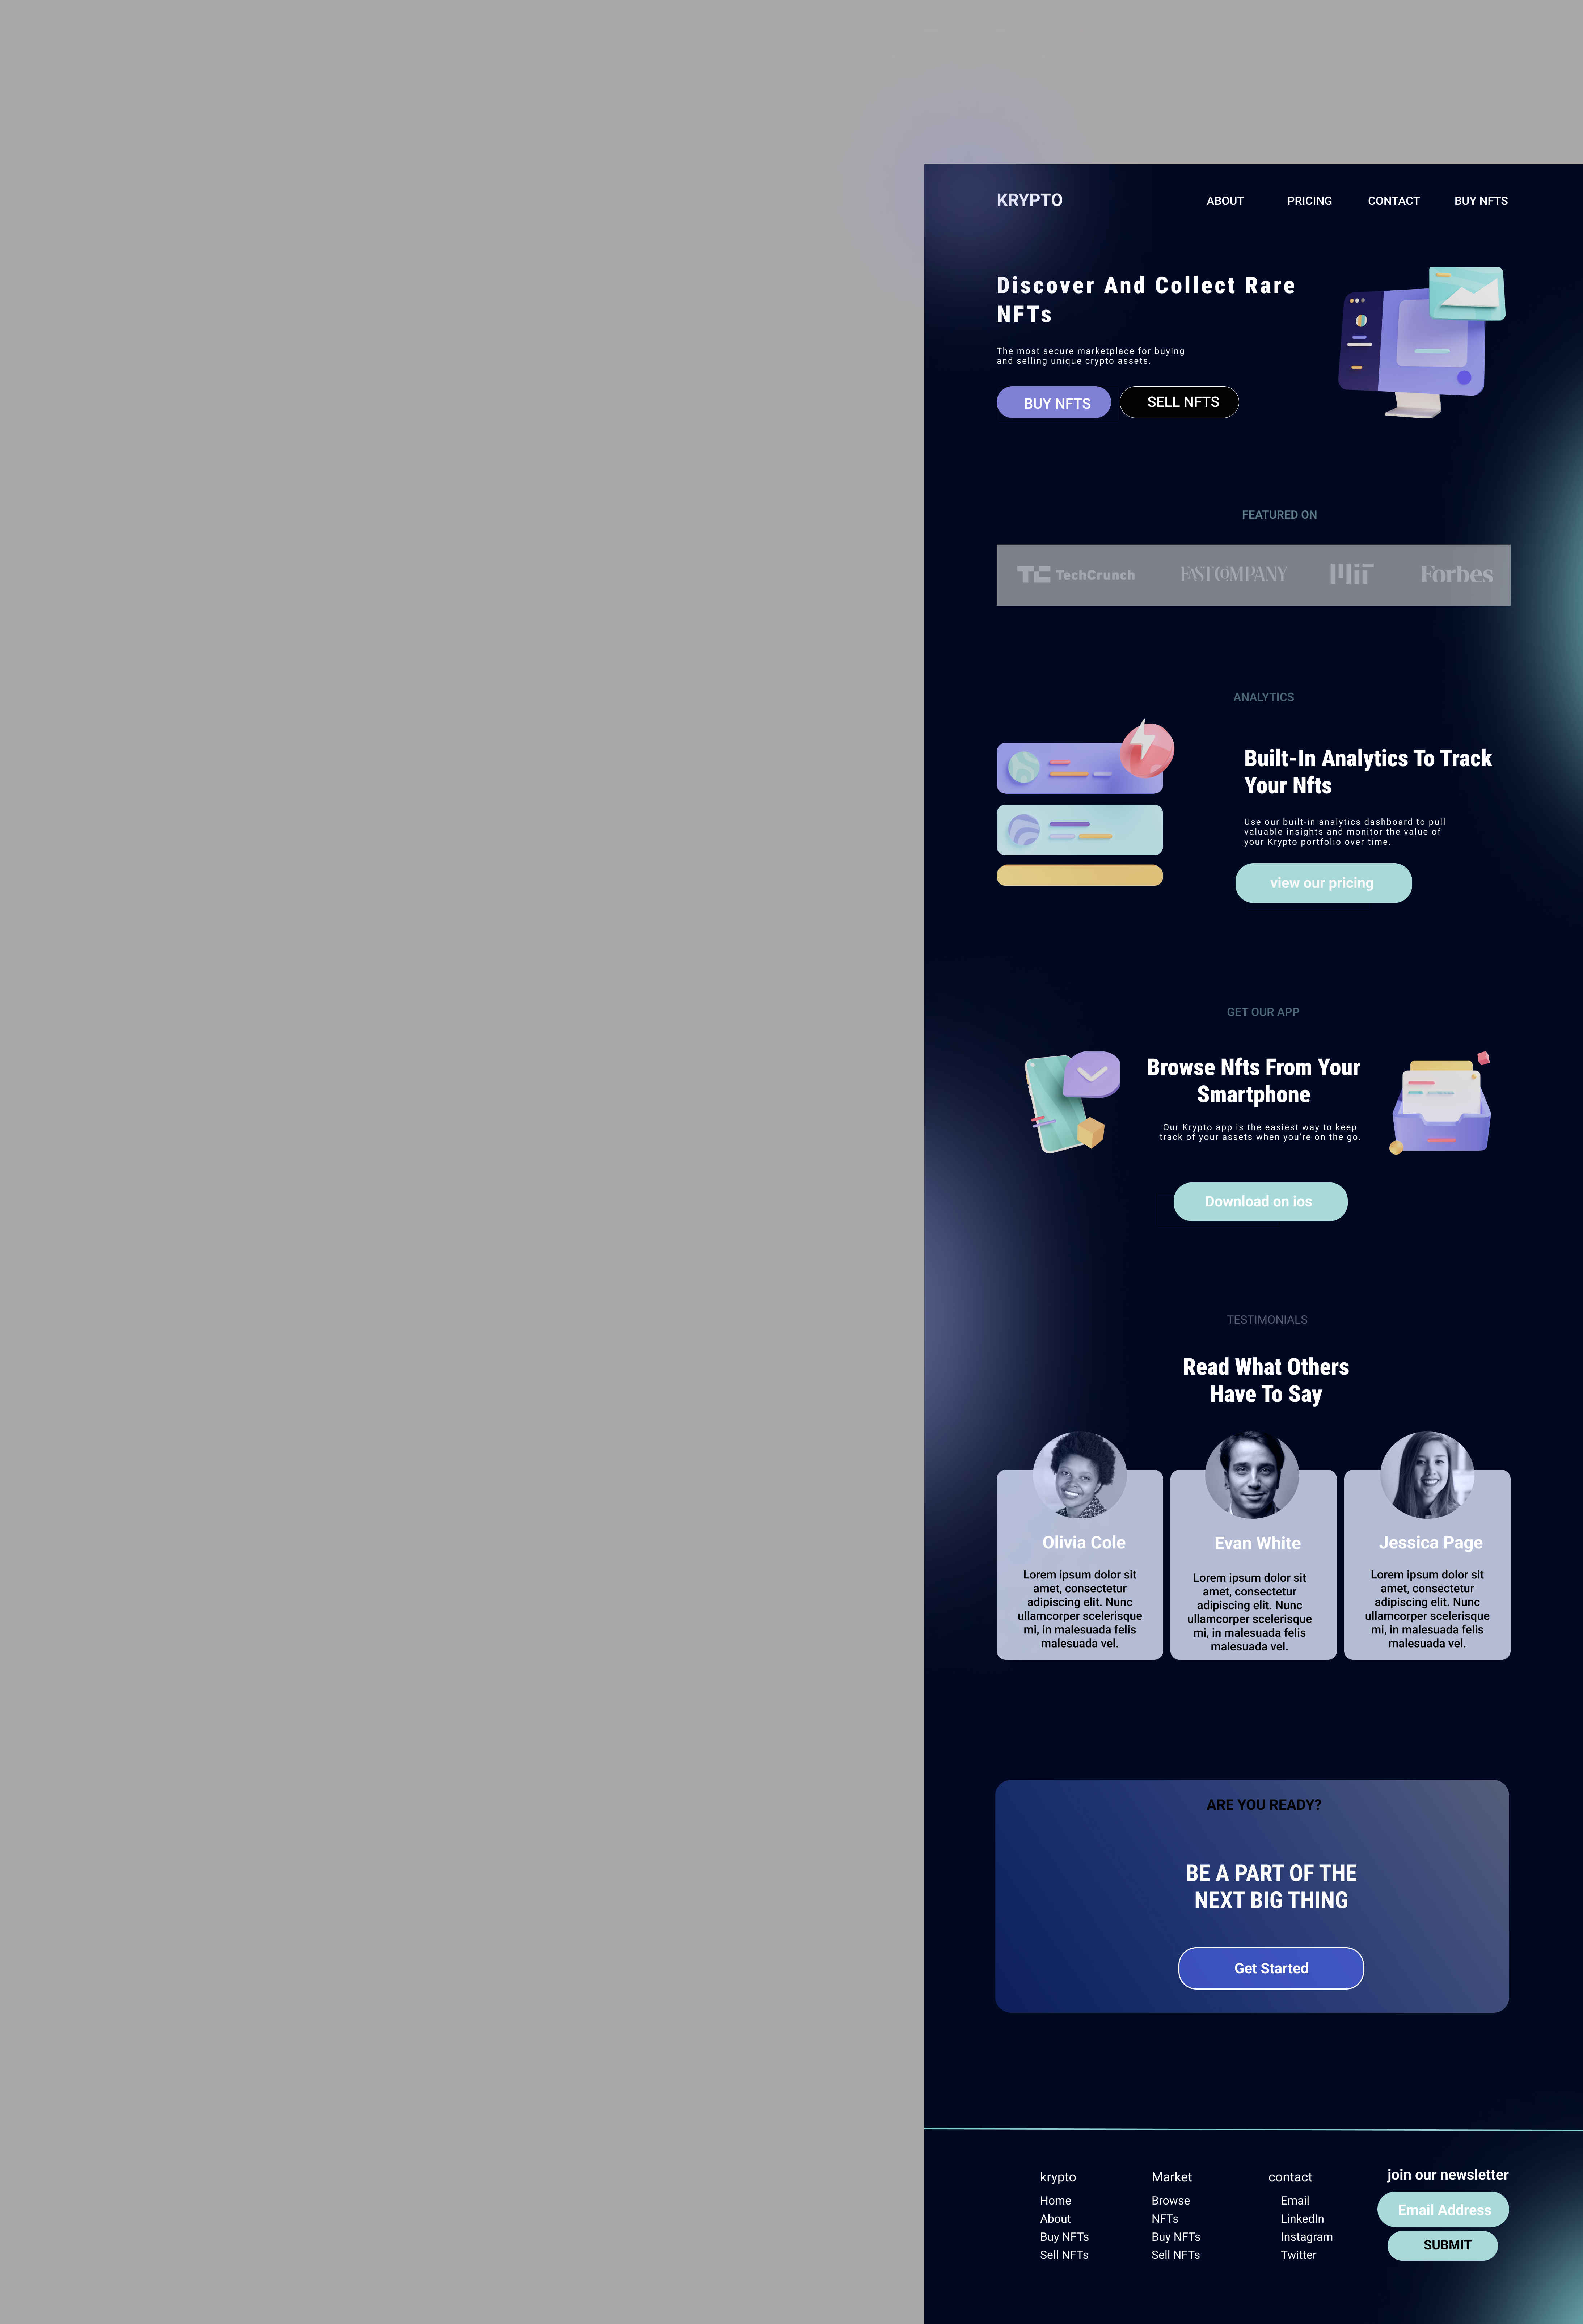 KRYPTO
ABOUT
PRICING
CONTACT
BUY NFTS
Discover And Collect Rare
NFTs
The most secure marketplace for buying
and selling unique crypto assets.
BUY NFTS
SELL NFTS
FEATURED ON
TechCrunch
FAST COMPANY
MIT
Forbes
ANALYTICS
Built-In Analytics To Track
Your Nfts
Use our built-in analytics dashboard to pull
valuable insights and monitor the value of
your Krypto portfolio over time.
view our pricing
GET OUR APP
Browse Nfts From Your
Smartphone
Our Krypto app is the easiest way to keep
track of your assets when you're on the go.
Download on ios
TESTIMONIALS
Read What Others
Have To Say
Olivia Cole
Lorem ipsum dolor sit
amet, consectetur
adipiscing elit. Nunc
ullamcorper scelerisque
mi, in malesuada felis
malesuada vel.
Evan White
Lorem ipsum dolor sit
amet, consectetur
adipiscing elit. Nunc
ullamcorper scelerisque
mi, in malesuada felis
malesuada vel.
Jessica Page
Lorem ipsum dolor sit
amet, consectetur
adipiscing elit. Nunc
ullamcorper scelerisque
mi, in malesuada felis
malesuada vel.
ARE YOU READY?
BE A PART OF THE
NEXT BIG THING
Get Started
krypto
Home
About
Buy NFTs
Sell NFTs
Market
Browse
NFTs
Buy NFTs
Sell NFTs
contact
Email
LinkedIn
Instagram
Twitter
join our newsletter
Email Address
SUBMIT